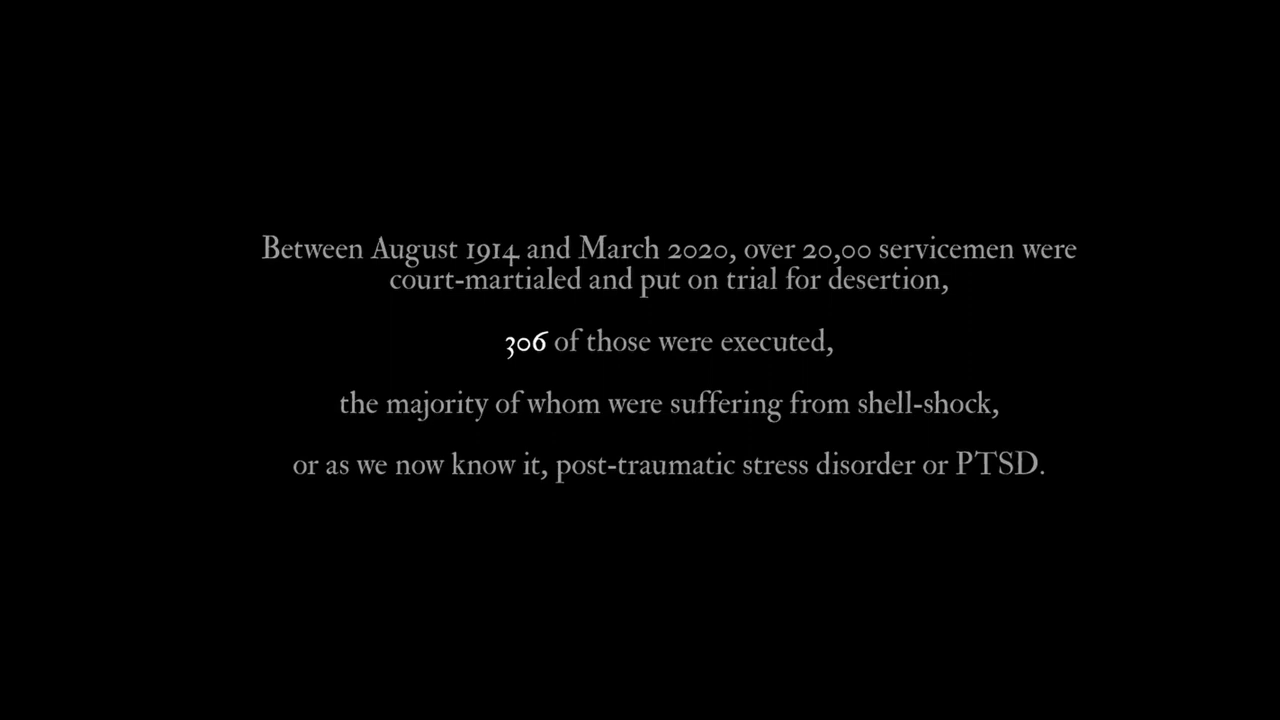 Between August 1914 and March 2020, over 20,00 servicemen were
court-martialed and put on trial for desertion,
306 of those were executed,
the majority of whom were suffering from shell-shock,
or as we now know it, post-traumatic stress disorder or PTSD.